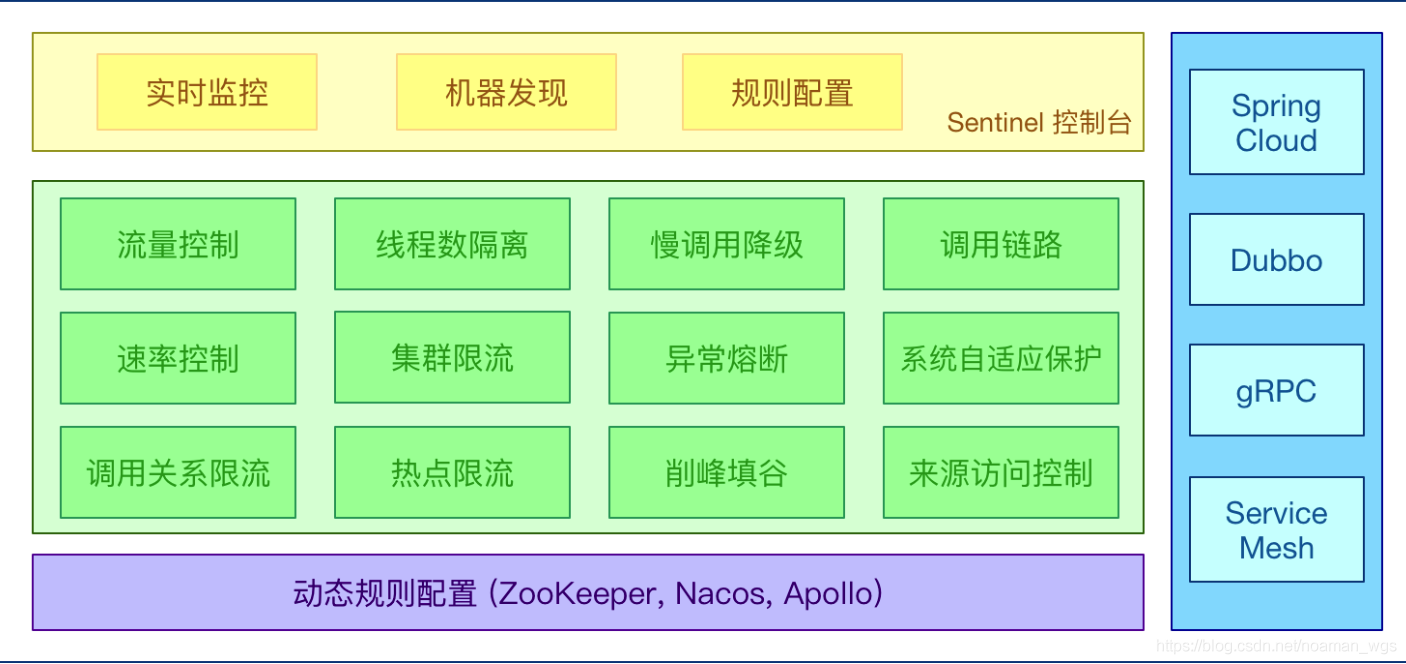 实时监控
机器发现
规则配置
Sentinel 控制台
流量控制
线程数隔离
慢调用降级
调用链路
速率控制
集群限流
异常熔断
系统自适应保护
调用关系限流
热点限流
削峰填谷
来源访问控制
动态规则配置 (ZooKeeper, Nacos, Apollo)
Spring
Cloud
Dubbo
gRPC
Service
Mesh
https://blog.csdn.net/noaman_wgs